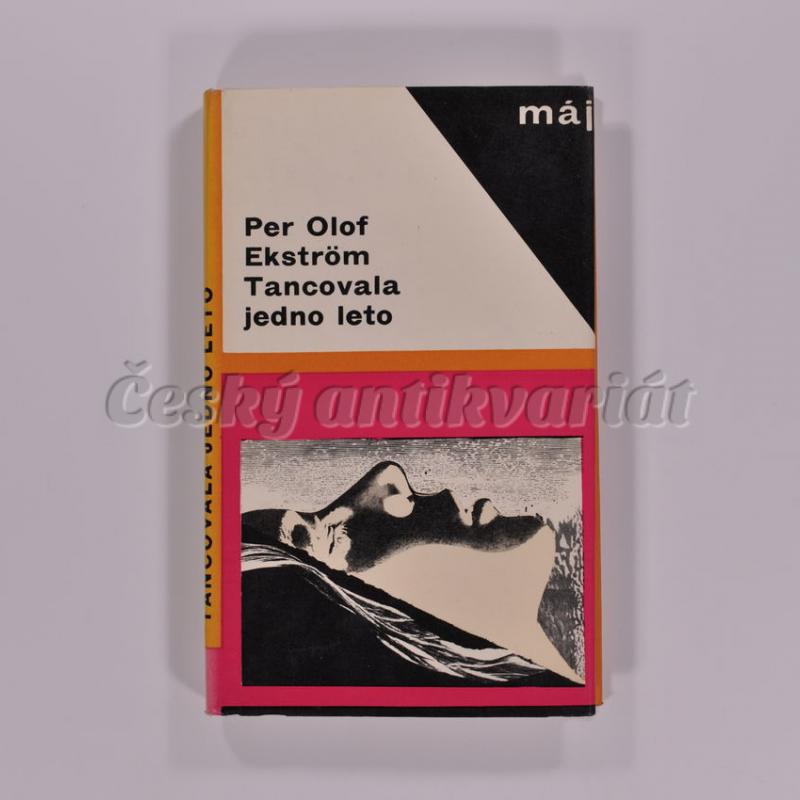 máj
Per Olof
Ekström
Tancovala
jedno leto
TANCOVALA JEDNO LETO
Český antikvariát